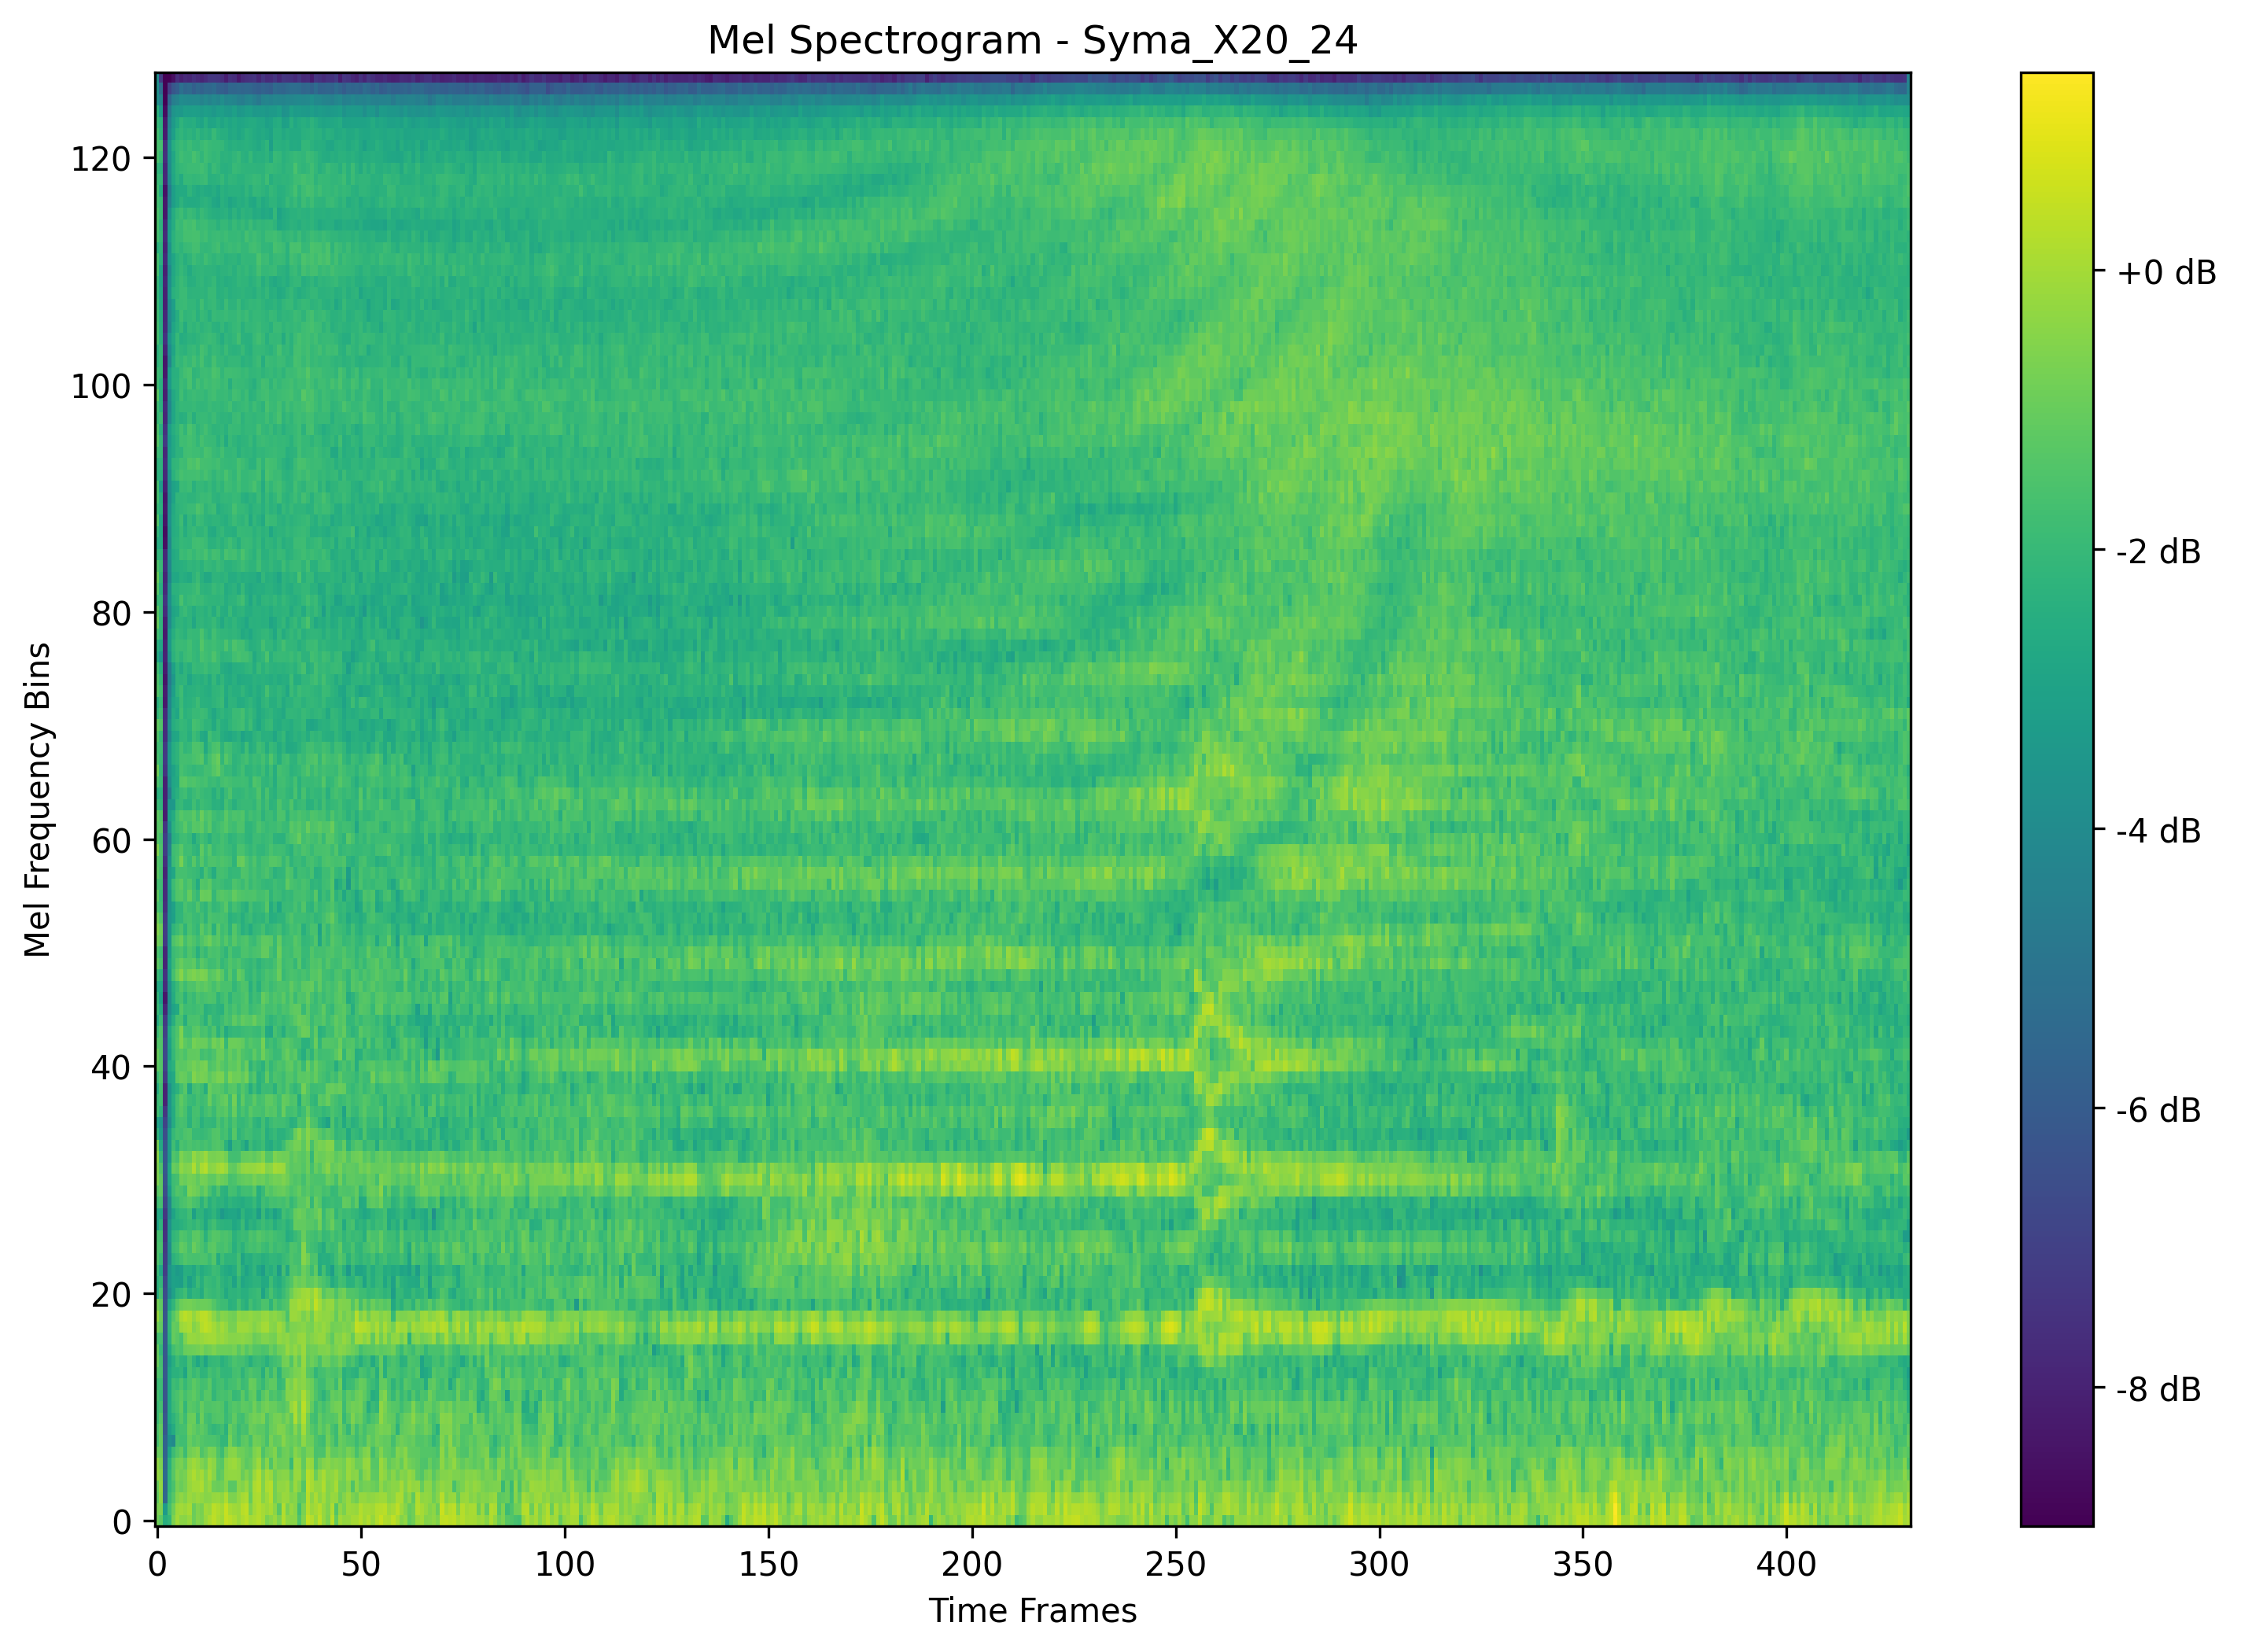 Mel Spectrogram - Syma_X20_24
Mel Frequency Bins
120
100
80
60
40
20
0
0 50 100 150 200 250 300 350 400
Time Frames
+0 dB
-2 dB
-4 dB
-6 dB
-8 dB